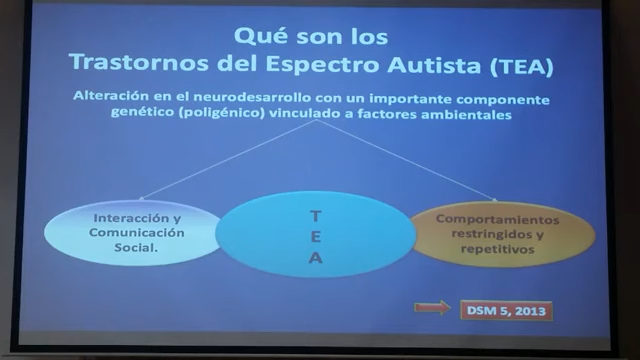 Qué son los
Trastornos del Espectro Autista (TEA)
Alteración en el neurodesarrollo con un importante componente
genético (poligénico) vinculado a factores ambientales
Interacción y
Comunicación
Social.
T
E
A
Comportamientos
restringidos y
repetitivos
DSM 5, 2013